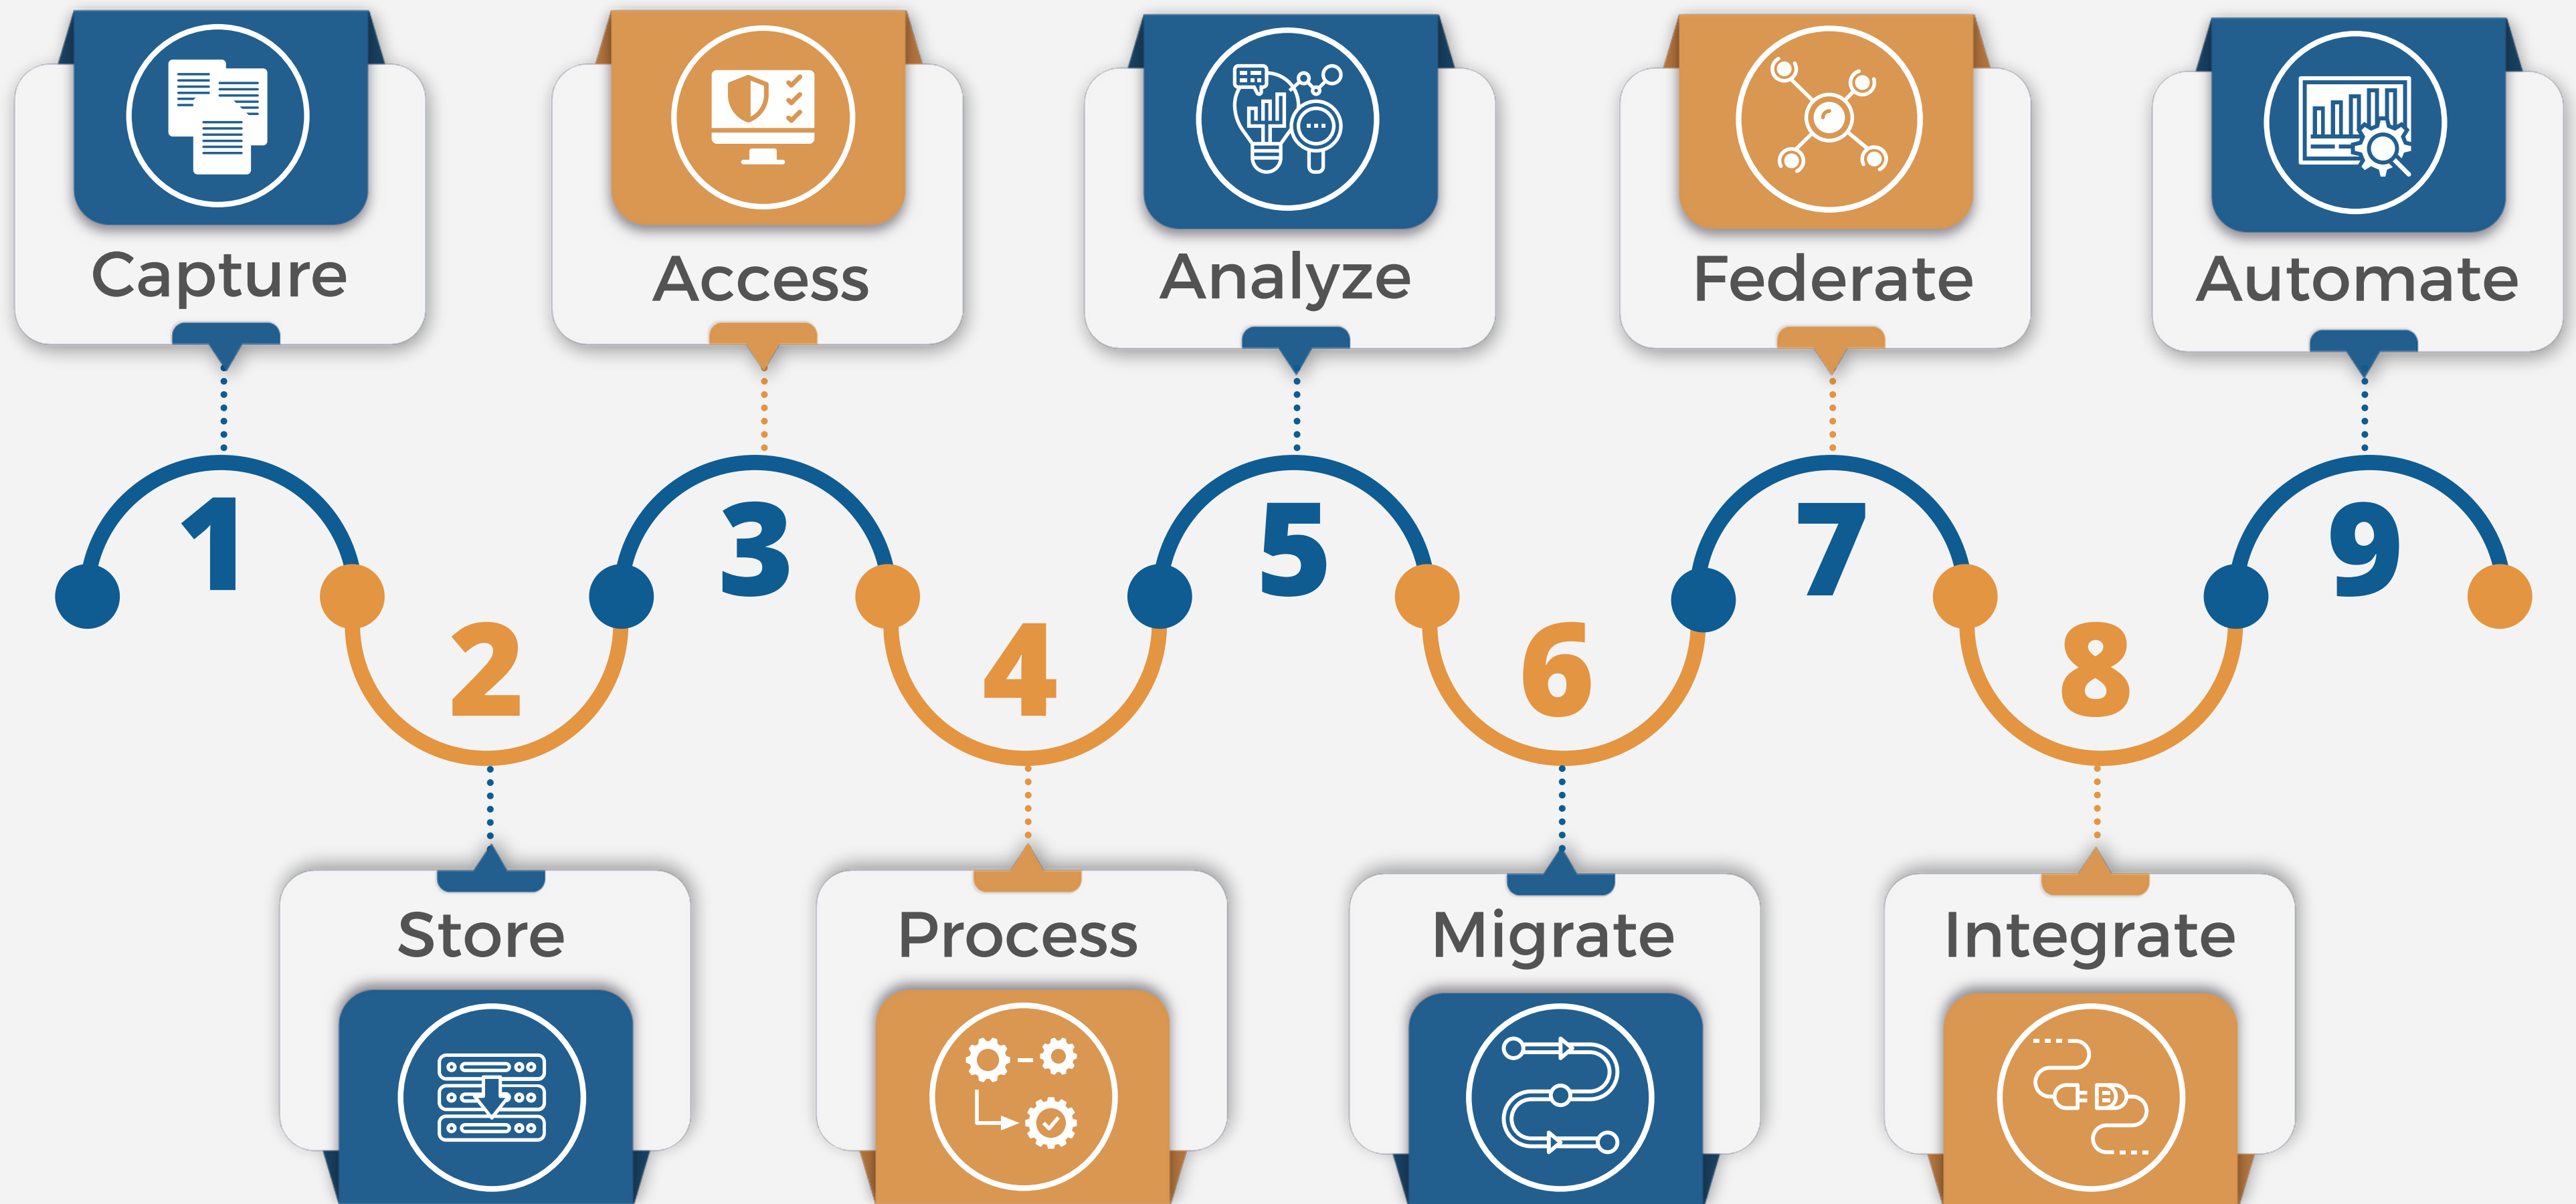 Capture
Access
Analyze
Federate
Automate
1
2
3
4
5
6
7
8
9
Store
Process
Migrate
Integrate